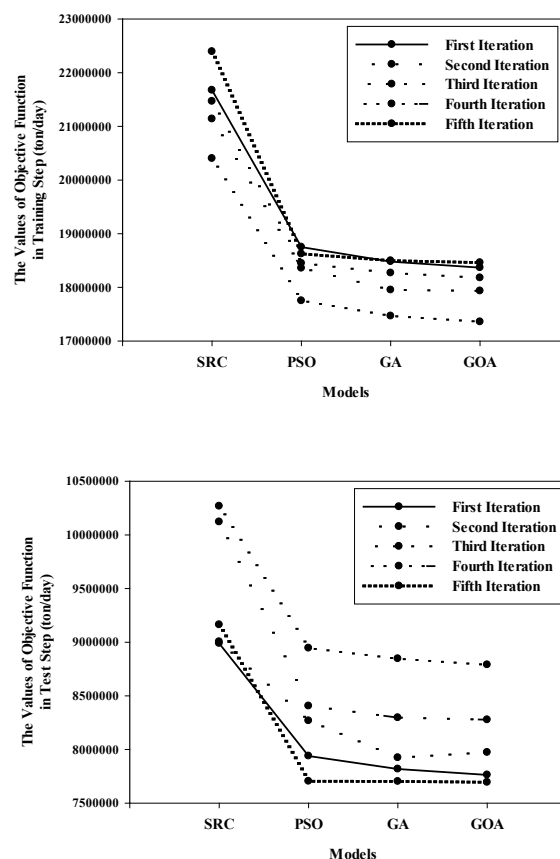 The Values of Objective Function
in Training Step (ton/day)
23000000
22000000
21000000
20000000
19000000
18000000
17000000
First Iteration
Second Iteration
Third Iteration
Fourth Iteration
Fifth Iteration
SRC PSO GA GOA
Models
The Values of Objective Function
in Test Step (ton/day)
10500000
10000000
9500000
9000000
8500000
8000000
7500000
First Iteration
Second Iteration
Third Iteration
Fourth Iteration
Fifth Iteration
SRC PSO GA GOA
Models